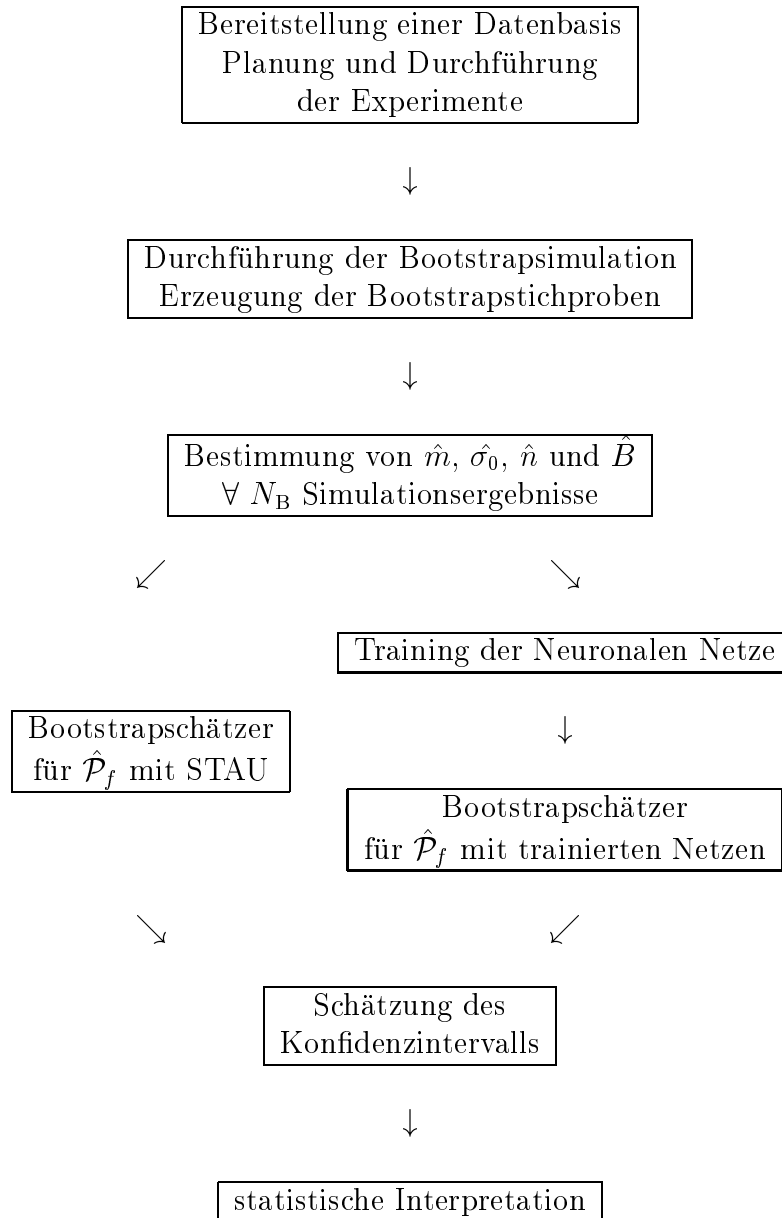 Bereitstellung einer Datenbasis
Planung und Durchführung
der Experimente
↓
Durchführung der Bootstrapsimulation
Erzeugung der Bootstrapstichproben
↓
Bestimmung von m̂, σ̂₀, n̂ und B̂
∀ N_B Simulationsergebnisse
↙ ↘
Training der Neuronalen Netze
↓
Bootstrapschätzer
für 𝒫̂_f mit STAU
Bootstrapschätzer
für 𝒫̂_f mit trainierten Netzen
↘ ↙
Schätzung des
Konfidenzintervalls
↓
statistische Interpretation